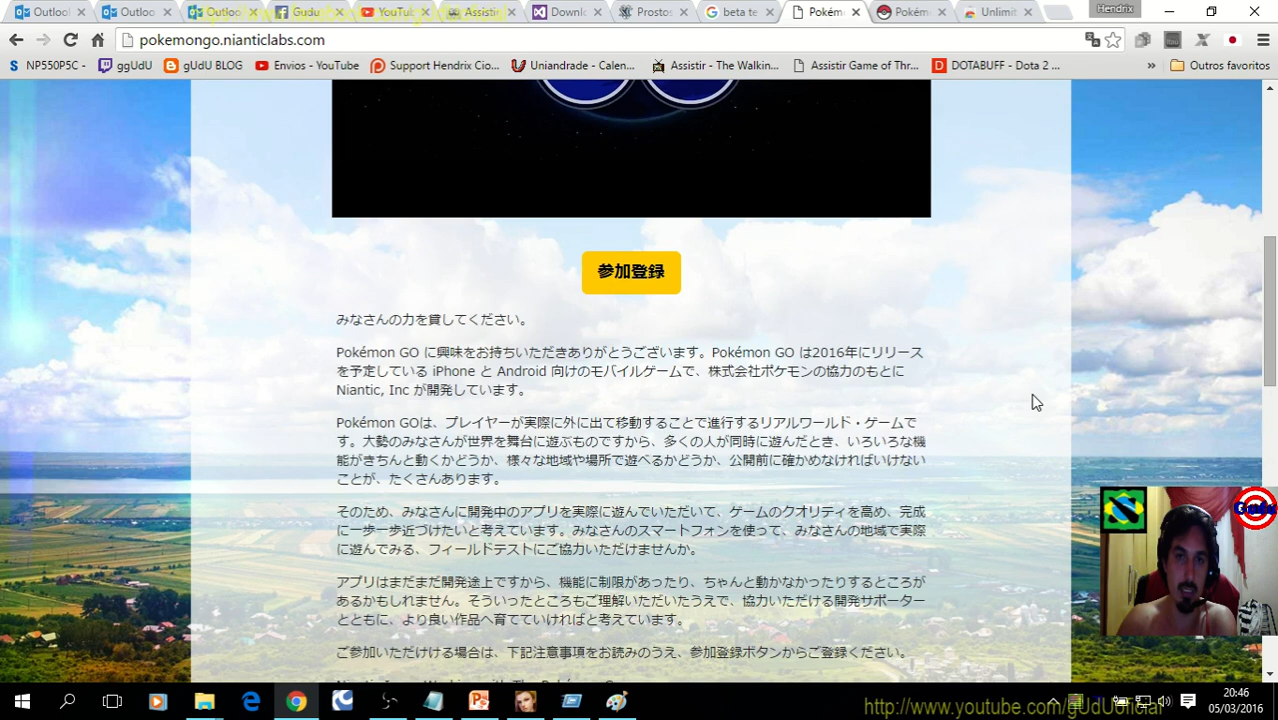 Outlool
Outloo
Outloo
Gudu
YouTub
Assistir
Downlo
Prostos
beta te
Pokém
Pokémo
Unlimit
Hendrix
pokemongo.nianticlabs.com
NP550P5C -
ggUdU
gUdU BLOG
Envios - YouTube
Support Hendrix Cio...
Uniandrade - Calen...
Assistir - The Walkin...
Assistir Game of Thr...
DOTABUFF - Dota 2 ...
»
Outros favoritos
参加登録
みなさんの力を貸してください。
Pokémon GO に興味をお持ちいただきありがとうございます。Pokémon GO は2016年にリリース
を予定している iPhone と Android 向けのモバイルゲームで、株式会社ポケモンの協力のもとに
Niantic, Inc が開発しています。
Pokémon GOは、プレイヤーが実際に外に出て移動することで進行するリアルワールド・ゲームで
す。大勢のみなさんが世界を舞台に遊ぶものですから、多くの人が同時に遊んだとき、いろいろな機
能がきちんと動くかどうか、様々な地域や場所で遊べるかどうか、公開前に確かめなければいけない
ことが、たくさんあります。
そのため、みなさんに開発中のアプリを実際に遊んでいただいて、ゲームのクオリティを高め、完成
に一歩一歩近づけたいと考えています。みなさんのスマートフォンを使って、みなさんの地域で実際
に遊んでみる、フィールドテストにご協力いただけませんか。
アプリはまだまだ開発途上ですから、機能に制限があったり、ちゃんと動かなかったりするところが
あるかもしれません。そういったところもご理解いただいたうえで、協力いただける開発サポーター
とともに、より良い作品へ育てていければと考えています。
ご参加いただける場合は、下記注意事項をお読みのうえ、参加登録ボタンからご登録ください。
Gudu
20:46
05/03/2016
http://www.youtube.com/gUdUoficial